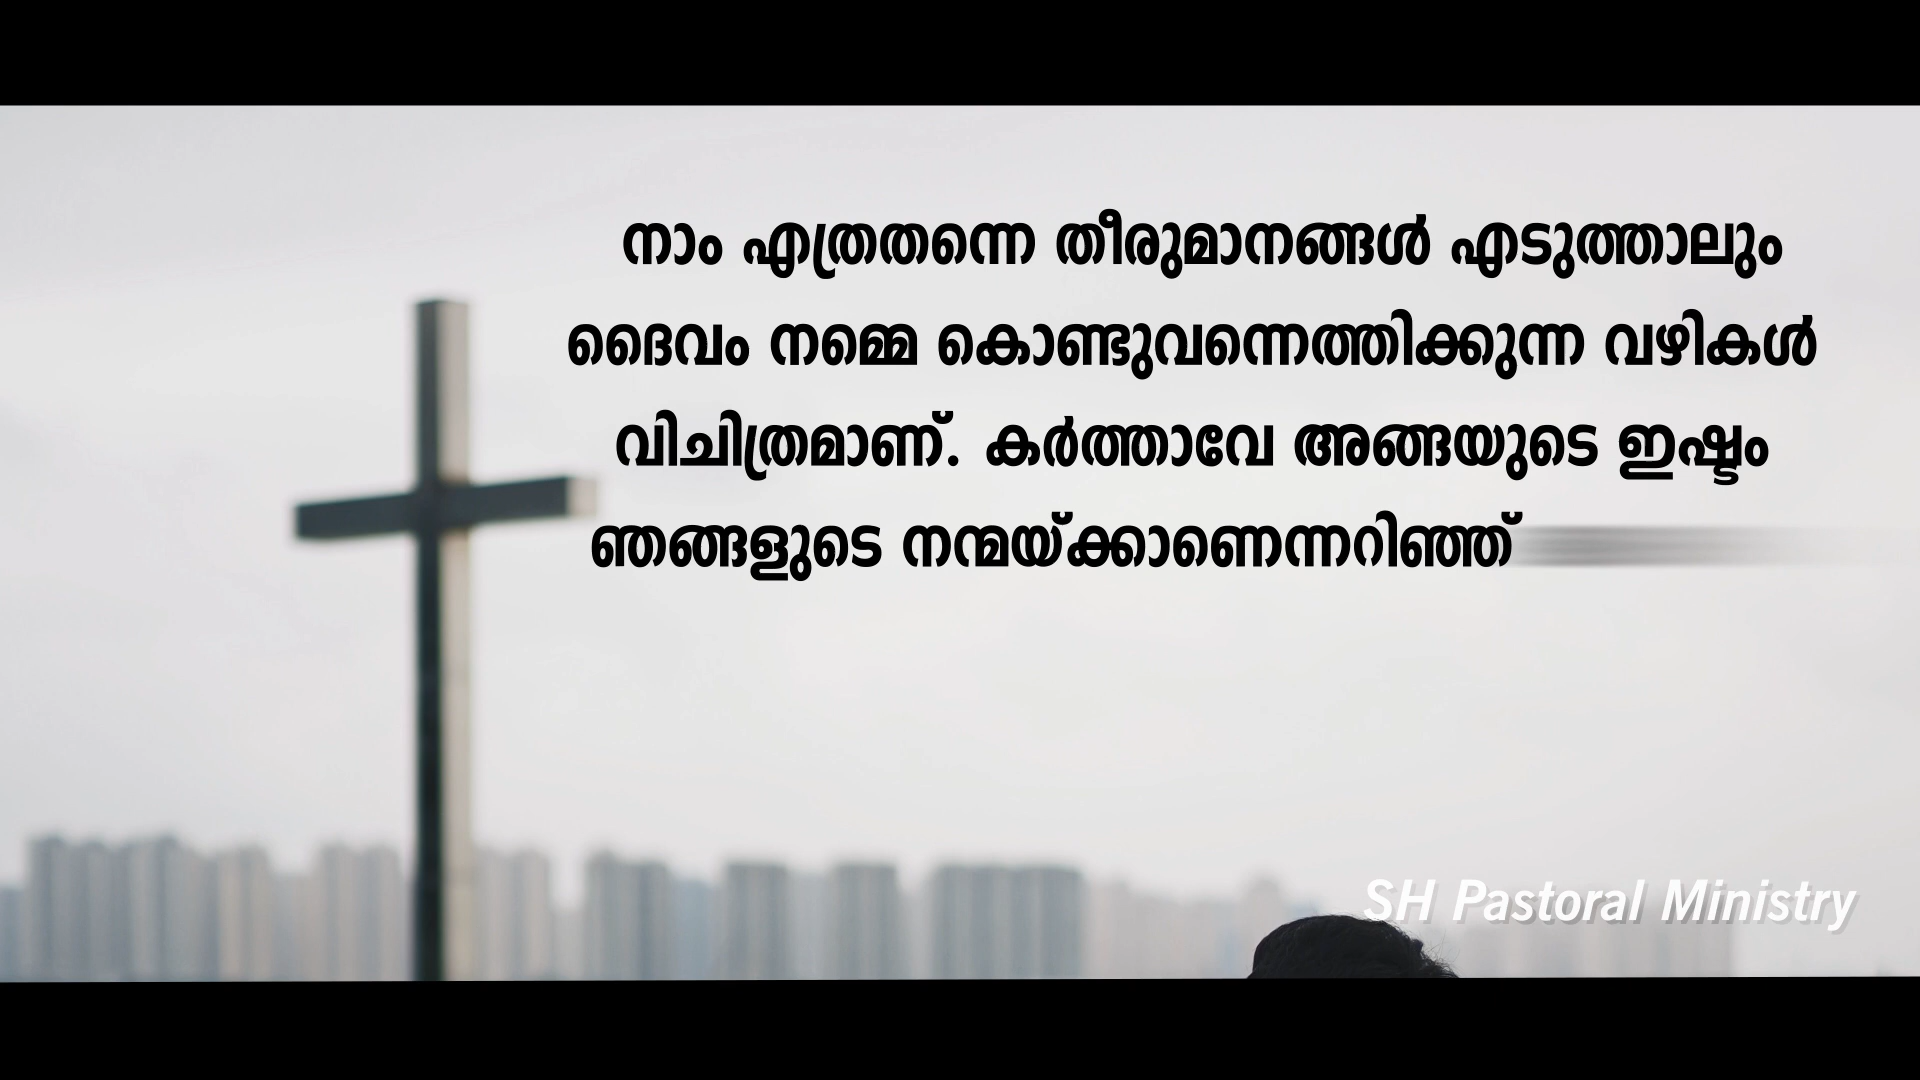 നാം എത്രതന്നെ തീരുമാനങ്ങൾ എടുത്താലും
ദൈവം നമ്മെ കൊണ്ടുവന്നെത്തിക്കുന്ന വഴികൾ
വിചിത്രമാണ്. കർത്താവേ അങ്ങയുടെ ഇഷ്ടം
ഞങ്ങളുടെ നന്മയ്ക്കാണെന്നറിഞ്ഞ്
SH Pastoral Ministry